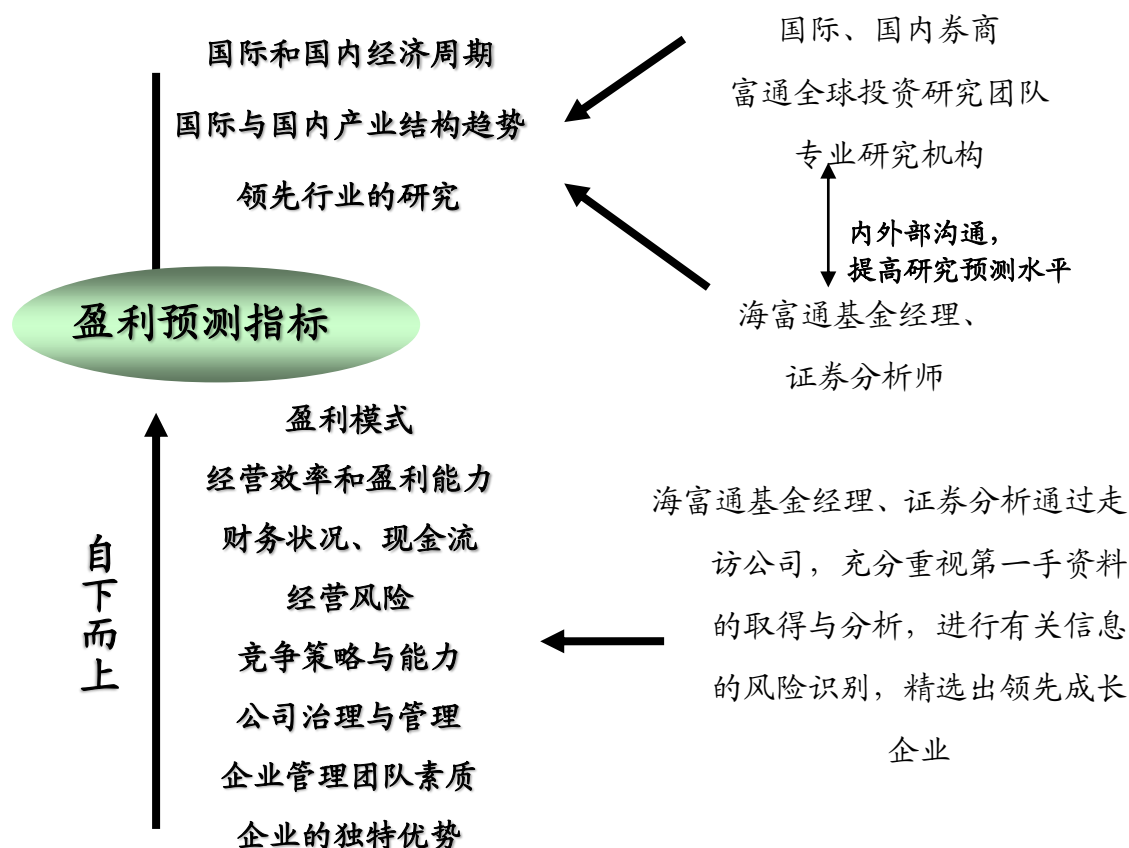 国际和国内经济周期
国际与国内产业结构趋势
领先行业的研究
国际、国内券商
富通全球投资研究团队
专业研究机构
内外部沟通，
提高研究预测水平
海富通基金经理、
证券分析师
盈利预测指标
自下而上
盈利模式
经营效率和盈利能力
财务状况、现金流
经营风险
竞争策略与能力
公司治理与管理
企业管理团队素质
企业的独特优势
海富通基金经理、证券分析通过走
访公司，充分重视第一手资料
的取得与分析，进行有关信息
的风险识别，精选出领先成长
企业